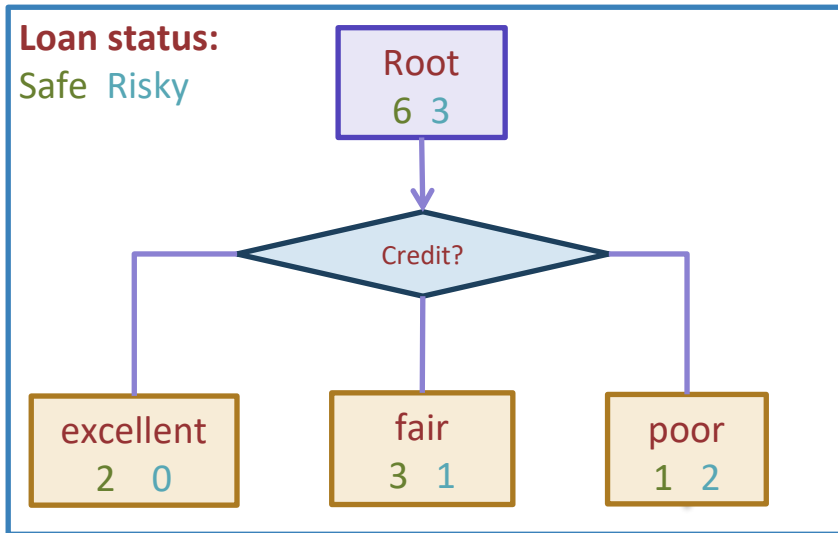 Loan status:
Safe Risky
Root
6 3
Credit?
excellent
2 0
fair
3 1
poor
1 2